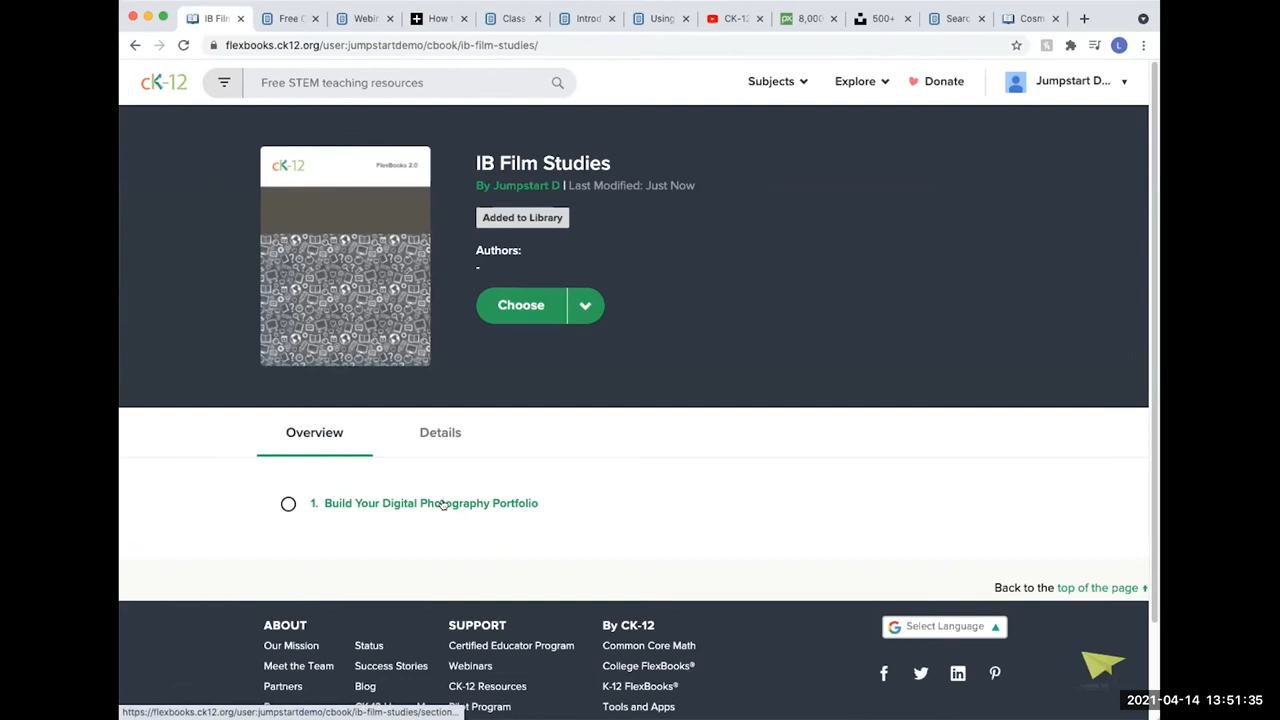 IB Film
Free C
Webin
How t
Class
Introd
Using
CK-12
8,000
500+
Searc
Cosm
flexbooks.ck12.org/user:jumpstartdemo/cbook/ib-film-studies/
L
cK-12
Free STEM teaching resources
Subjects
Explore
Donate
Jumpstart D...
cK-12
FlexBooks 2.0
IB Film Studies
By Jumpstart D | Last Modified: Just Now
Added to Library
Authors:
-
Choose
Overview
Details
1. Build Your Digital Photography Portfolio
Back to the top of the page
ABOUT
SUPPORT
By CK-12
G Select Language
Our Mission
Status
Certified Educator Program
Common Core Math
Meet the Team
Success Stories
Webinars
College FlexBooks®
Partners
Blog
CK-12 Resources
K-12 FlexBooks®
Pilot Program
Tools and Apps
https://flexbooks.ck12.org/user:jumpstartdemo/cbook/ib-film-studies/section...
2021-04-14 13:51:35